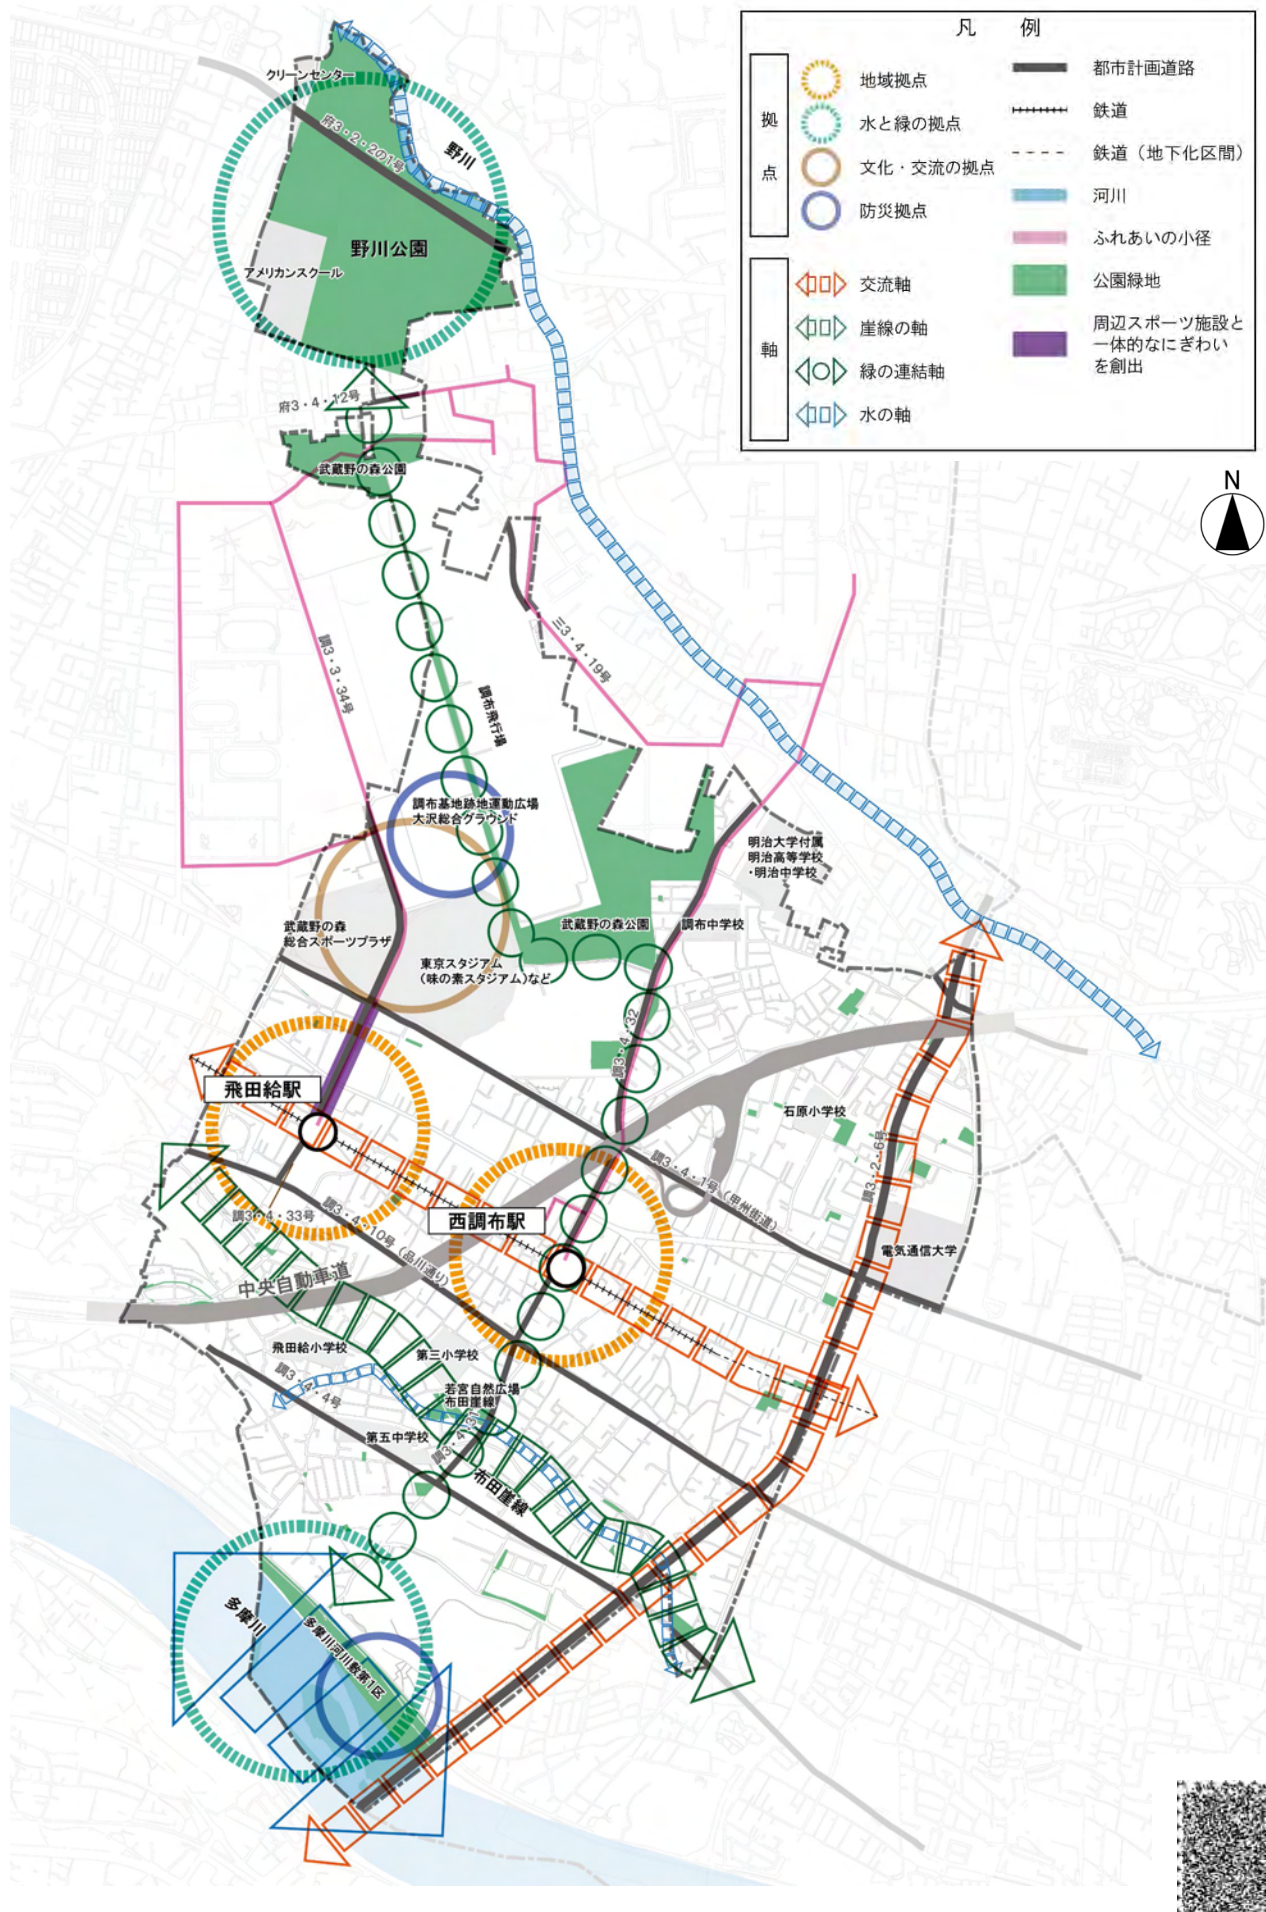 凡 例
拠点
地域拠点
水と緑の拠点
文化・交流の拠点
防災拠点
軸
交流軸
崖線の軸
緑の連結軸
水の軸
都市計画道路
鉄道
鉄道（地下化区間）
河川
ふれあいの小径
公園緑地
周辺スポーツ施設と
一体的なにぎわい
を創出
N
クリーンセンター
府3・2・2の1号
野川
野川公園
アメリカンスクール
府3・4・12号
武蔵野の森公園
調3・3・34号
三3・4・19号
調布飛行場
調布基地跡地運動広場
大沢総合グラウンド
明治大学付属
明治高等学校
・明治中学校
武蔵野の森
総合スポーツプラザ
武蔵野の森公園
調布中学校
東京スタジアム
（味の素スタジアム）など
調3・4・32
飛田給駅
石原小学校
調3・2・6号
調3・4・1号（甲州街道）
西調布駅
調3・4・33号
調3・4・10号（品川通り）
電気通信大学
中央自動車道
飛田給小学校
第三小学校
調3・4・4号
若宮自然広場
布田崖線
第五中学校
調3・4・31
布田崖線
多摩川
多摩川河川敷第1区